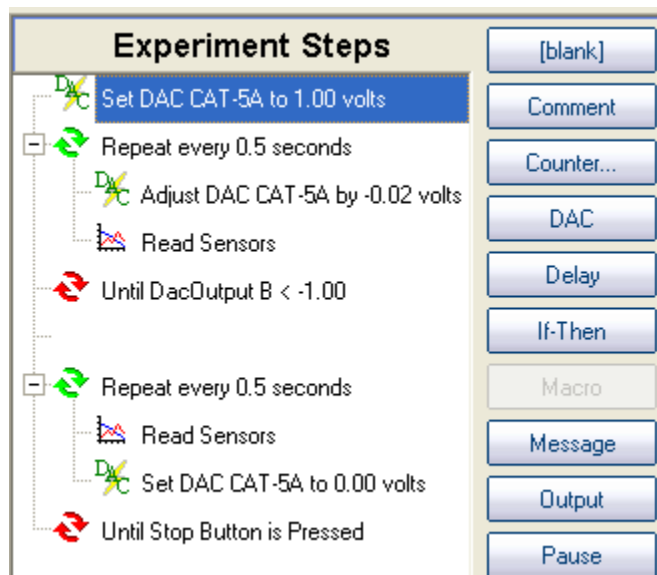 Experiment Steps
Set DAC CAT-5A to 1.00 volts
Repeat every 0.5 seconds
Adjust DAC CAT-5A by -0.02 volts
Read Sensors
Until DacOutput B < -1.00
Repeat every 0.5 seconds
Read Sensors
Set DAC CAT-5A to 0.00 volts
Until Stop Button is Pressed
[blank]
Comment
Counter...
DAC
Delay
If-Then
Macro
Message
Output
Pause